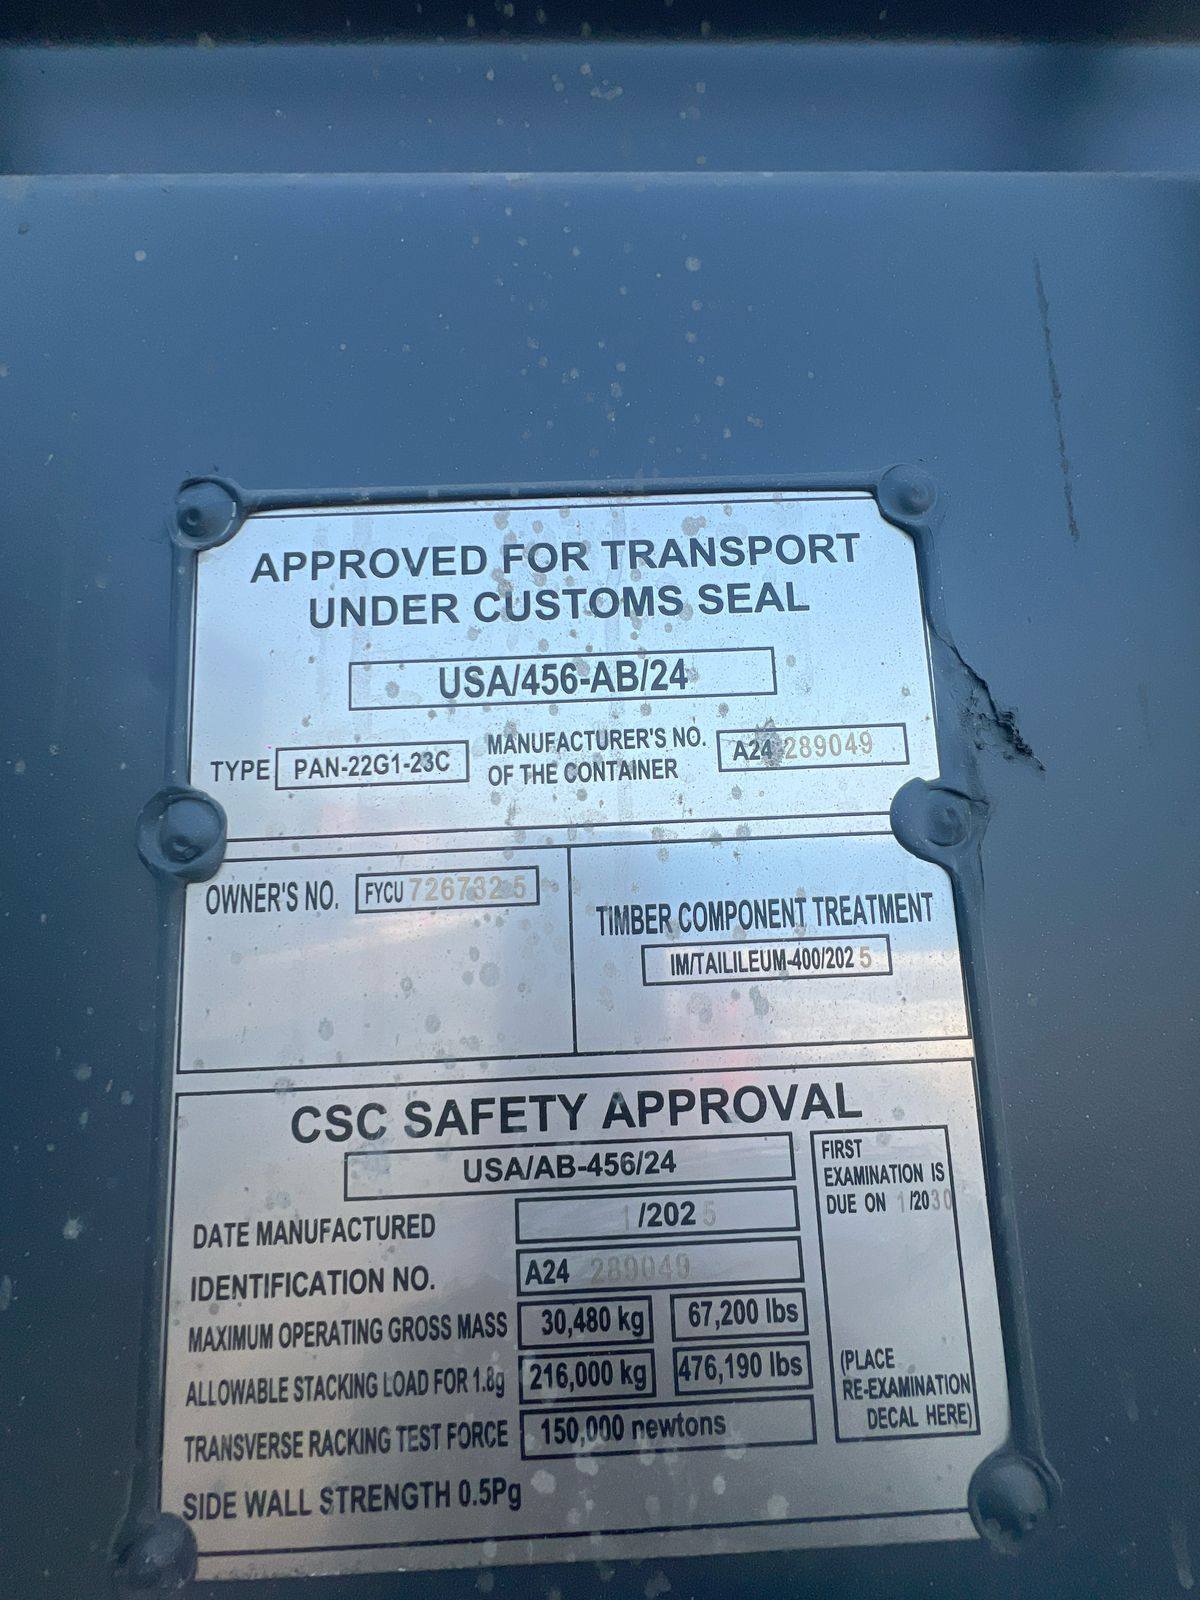 APPROVED FOR TRANSPORT
UNDER CUSTOMS SEAL
USA/456-AB/24
TYPE PAN-22G1-23C MANUFACTURER'S NO. OF THE CONTAINER A24 289049
OWNER'S NO. FYCU 726732 5
TIMBER COMPONENT TREATMENT
IM/TAILILEUM-400/2025
CSC SAFETY APPROVAL
USA/AB-456/24
DATE MANUFACTURED 1/2025
IDENTIFICATION NO. A24 289049
MAXIMUM OPERATING GROSS MASS 30,480 kg 67,200 lbs
ALLOWABLE STACKING LOAD FOR 1.8g 216,000 kg 476,190 lbs
TRANSVERSE RACKING TEST FORCE 150,000 newtons
SIDE WALL STRENGTH 0.5Pg
FIRST
EXAMINATION IS
DUE ON 1/2030
(PLACE
RE-EXAMINATION
DECAL HERE)